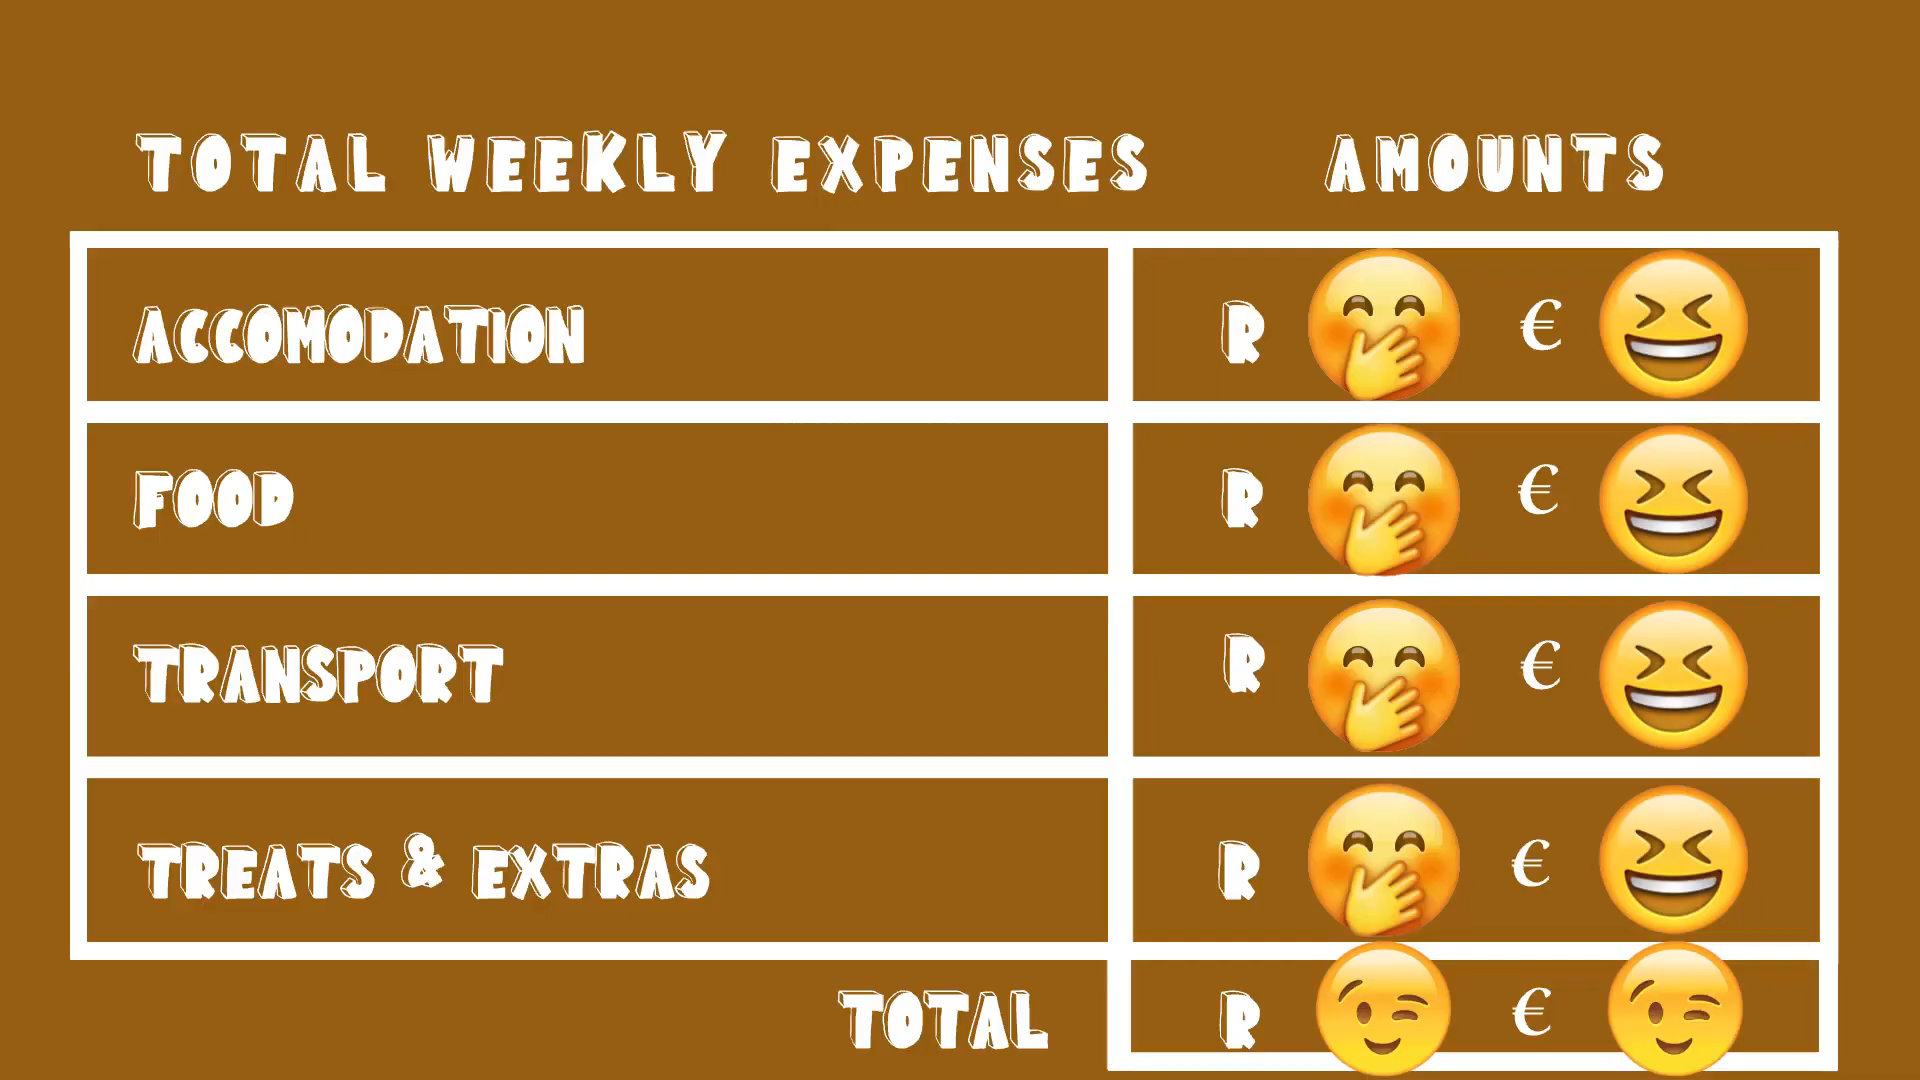 TOTAL WEEKLY EXPENSES AMOUNTS
ACCOMODATION R €
FOOD R €
TRANSPORT R €
TREATS & EXTRAS R €
TOTAL R €